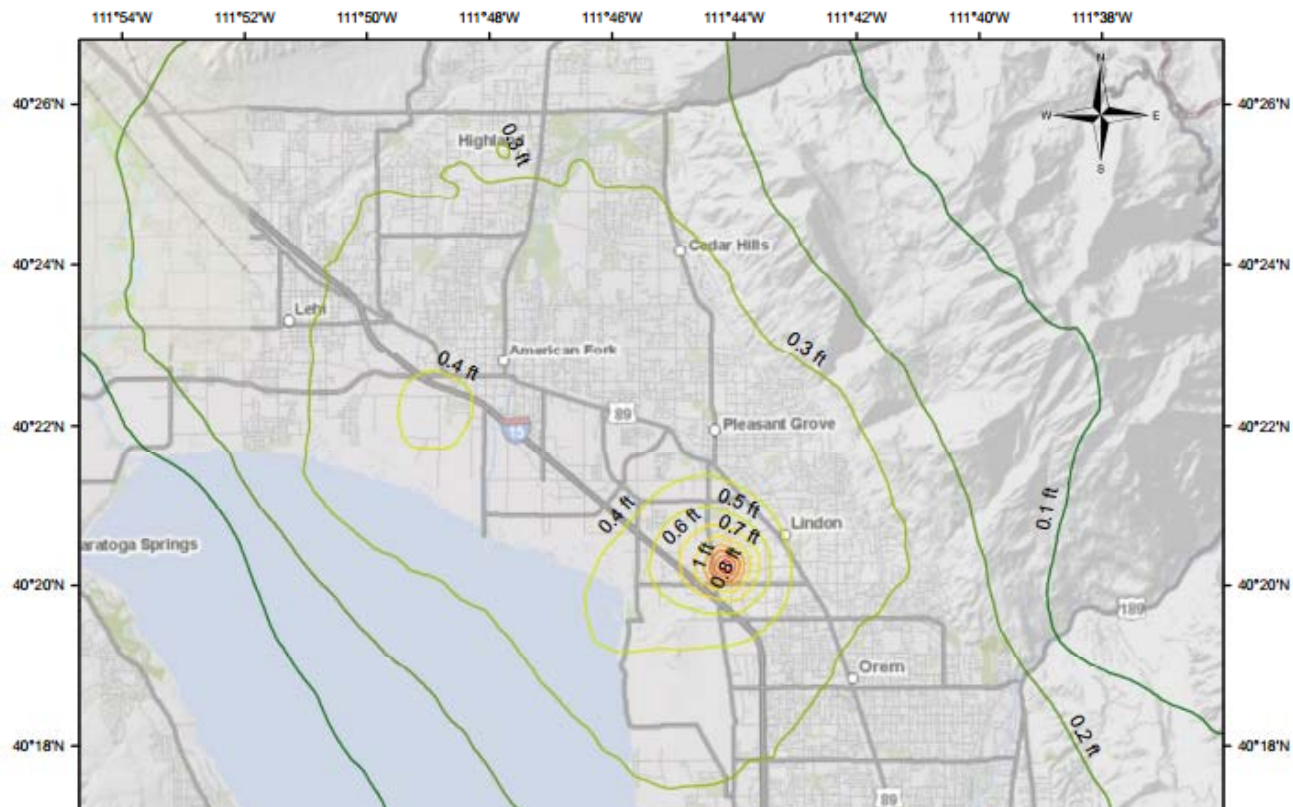 111°54'W 111°52'W 111°50'W 111°48'W 111°46'W 111°44'W 111°42'W 111°40'W 111°38'W
N
40°26'N
40°26'N
W E
S
0.3 ft
40°24'N
Cedar Hills
40°24'N
Lehi
0.3 ft
0.4 ft
American Fork
89
40°22'N
15
Pleasant Grove
40°22'N
0.1 ft
0.4 ft
0.5 ft
0.6 ft
0.7 ft
Lindon
1 ft
0.8 ft
aratoga Springs
40°20'N
40°20'N
189
Orem
0.2 ft
40°18'N
40°18'N
89